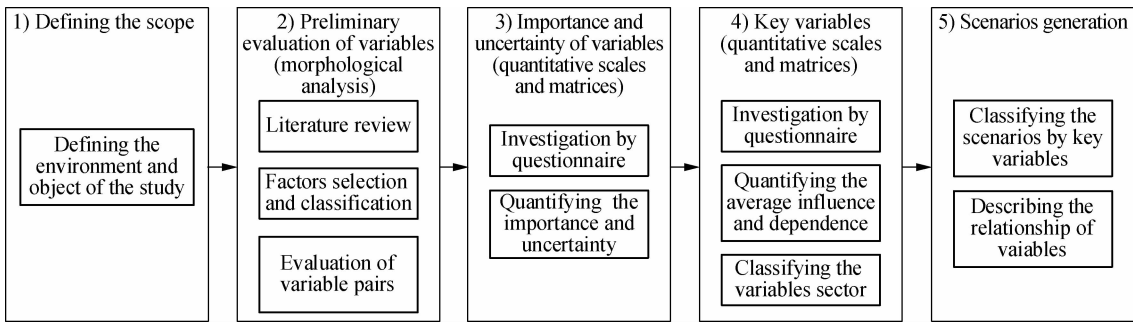 1) Defining the scope
Defining the
environment and
object of the study
2) Preliminary
evaluation of variables
(morphological
analysis)
Literature review
Factors selection
and classification
Evaluation of
variable pairs
3) Importance and
uncertainty of variables
(quantitative scales
and matrices)
Investigation by
questionnaire
Quantifying the
importance and
uncertainty
4) Key variables
(quantitative scales
and matrices)
Investigation by
questionnaire
Quantifying the
average influence
and dependence
Classifying the
variables sector
5) Scenarios generation
Classifying the
scenarios by key
variables
Describing the
relationship of
vaiables